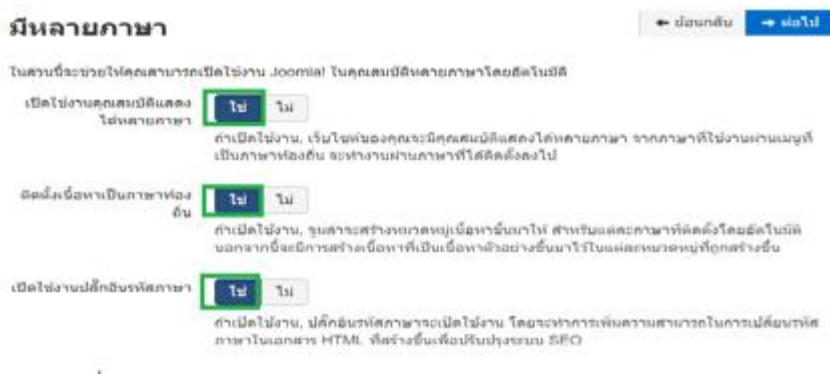 มีหลายภาษา
← ย้อนกลับ
→ ต่อไป
ในส่วนนี้จะช่วยให้คุณสามารถเปิดใช้งาน Joomla! ในคุณสมบัติหลายภาษาโดยอัตโนมัติ
เปิดใช้งานคุณสมบัติแสดง
ได้หลายภาษา
ใช่ ไม่
ถ้าเปิดใช้งาน, เว็บไซท์ของคุณจะมีคุณสมบัติแสดงได้หลายภาษา จากภาษาที่ใช้งานผ่านเมนูที่
เป็นภาษาท้องถิ่น จะทำงานผ่านภาษาที่ได้ติดตั้งลงไป
ติดตั้งเนื้อหาเป็นภาษาท้อง
ถิ่น
ใช่ ไม่
ถ้าเปิดใช้งาน, จูมล่าจะสร้างหมวดหมู่เนื้อหาขึ้นมาให้ สำหรับแต่ละภาษาที่ติดตั้งโดยอัตโนมัติ
นอกจากนี้จะมีการสร้างเนื้อหาที่เป็นเนื้อหาตัวอย่างขึ้นมาไว้ในแต่ละหมวดหมู่ที่ถูกสร้างขึ้น
เปิดใช้งานปลั๊กอินรหัสภาษา
ใช่ ไม่
ถ้าเปิดใช้งาน, ปลั๊กอินรหัสภาษาจะเปิดใช้งาน โดยจะทำการเพิ่มความสามารถในการเปลี่ยนรหัส
ภาษาในเอกสาร HTML ที่สร้างขึ้นเพื่อปรับปรุงระบบ SEO